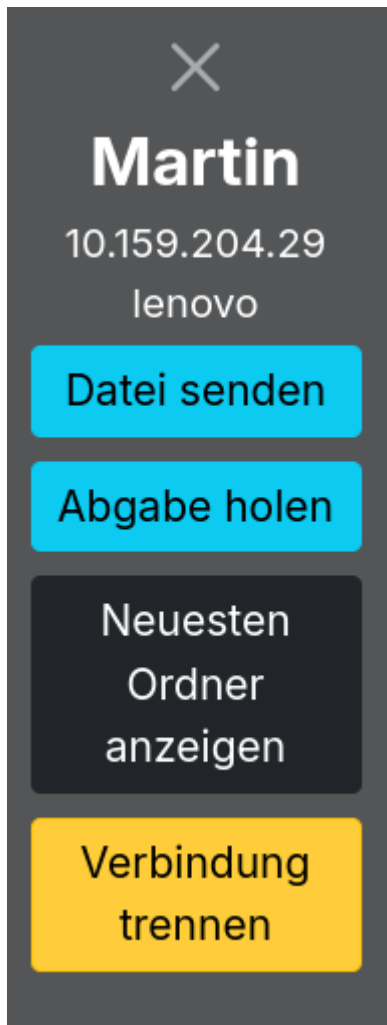 Martin
10.159.204.29
lenovo
Datei senden
Abgabe holen
Neuesten
Ordner
anzeigen
Verbindung
trennen